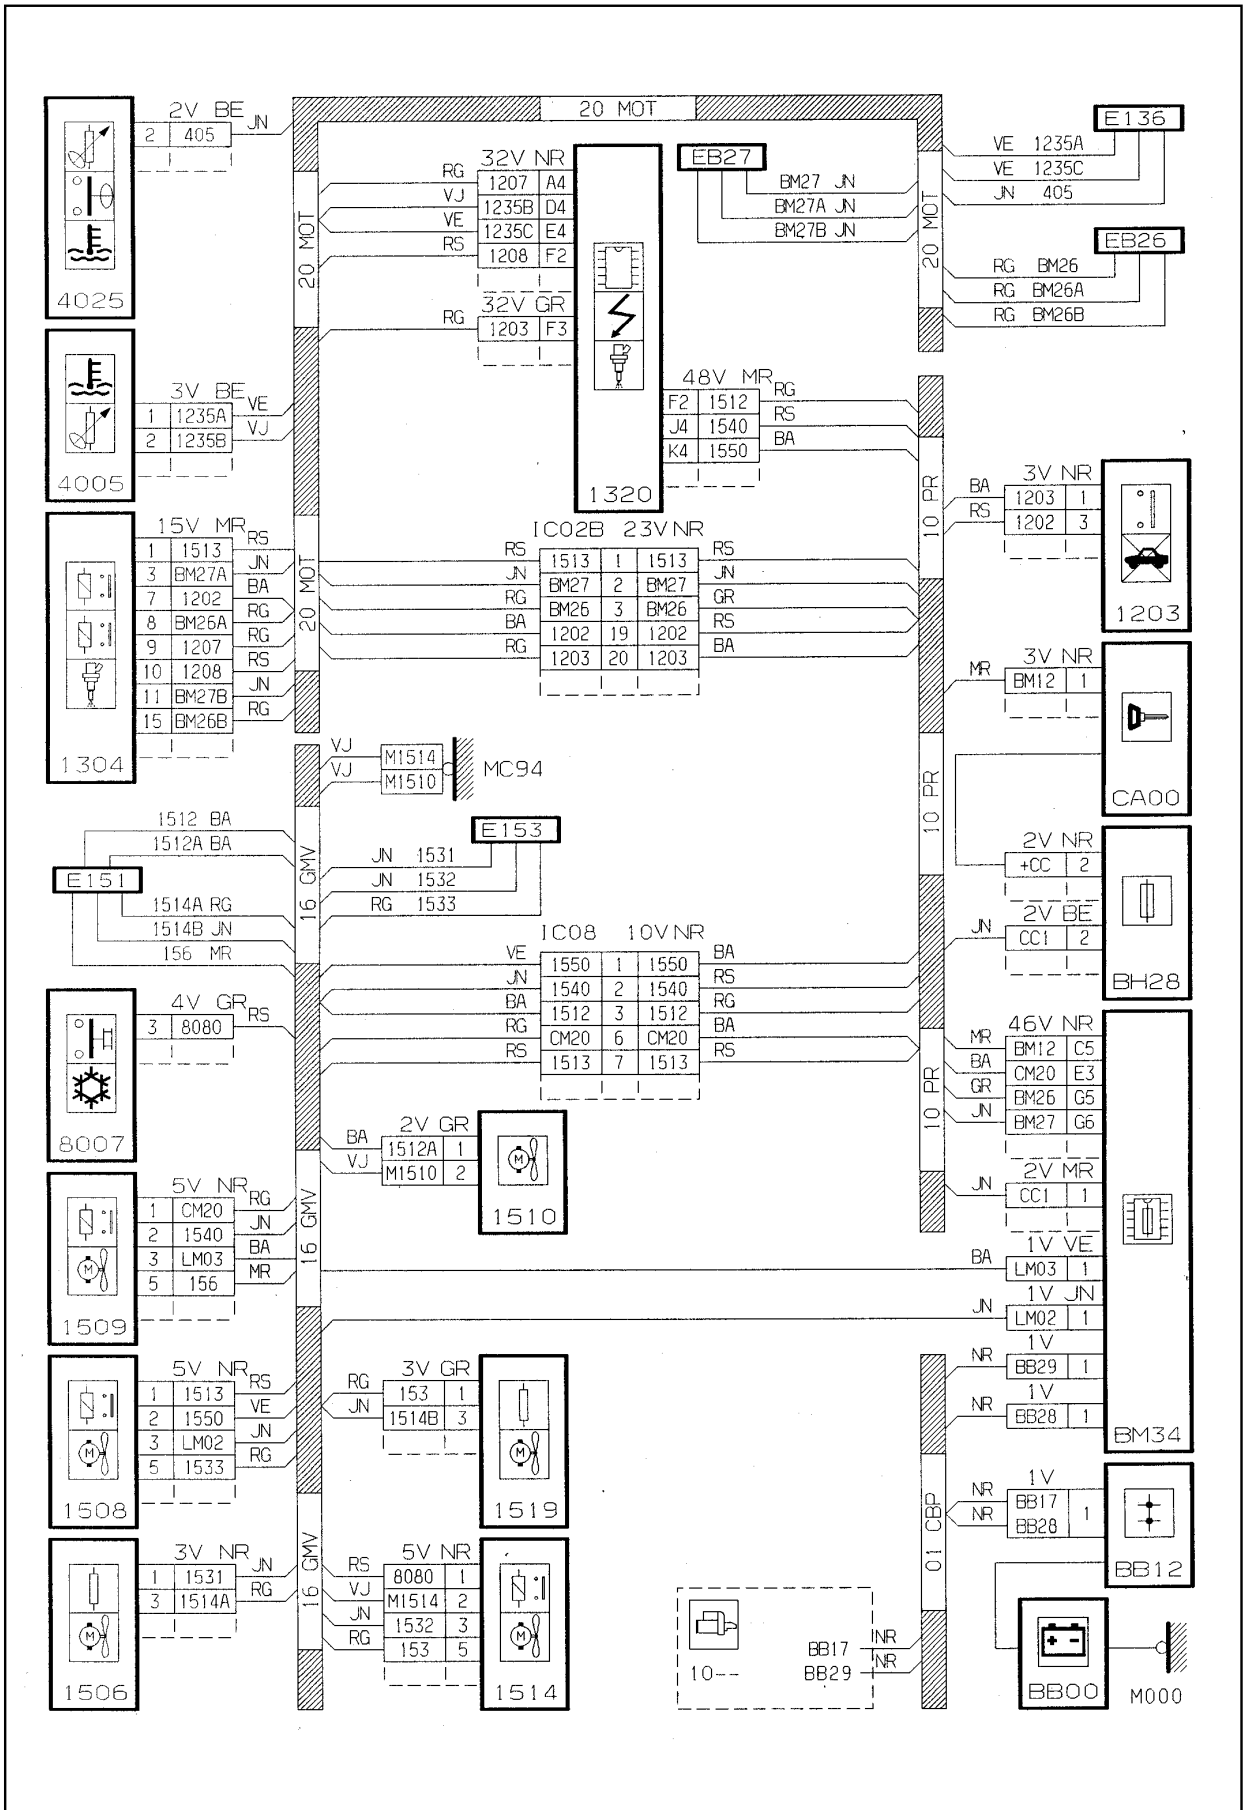 20 MOT
2V BE
2 405 JN
4025
3V BE
1 1235A VE
2 1235B VJ
4005
15V MR
1 1513 RS
3 BM27A JN
7 1202 BA
8 BM26A RG
9 1207 RG
10 1208 RS
11 BM27B JN
15 BM26B RG
1304
20 MOT
20 MOT
32V NR
RG 1207 A4
VJ 1235B D4
VE 1235C E4
RS 1208 F2
32V GR
RG 1203 F3
1320
48V MR
F2 1512 RG
J4 1540 RS
K4 1550 BA
EB27
BM27 JN
BM27A JN
BM27B JN
20 MOT
E136
VE 1235A
VE 1235C
JN 405
EB26
RG BM26
RG BM26A
RG BM26B
IC02B 23V NR
RS 1513 1 1513 RS
JN BM27 2 BM27 JN
RG BM26 3 BM26 GR
BA 1202 19 1202 RS
RG 1203 20 1203 BA
10 PR
3V NR
BA 1203 1
RS 1202 3
1203
3V NR
MR BM12 1
CA00
10 PR
2V NR
+CC 2
2V BE
JN CC1 2
BH28
VJ M1514
VJ M1510
MC94
1512 BA
1512A BA
E151
1514A RG
1514B JN
156 MR
16 GMV
E153
JN 1531
JN 1532
RG 1533
IC08 10V NR
VE 1550 1 1550 BA
JN 1540 2 1540 RS
BA 1512 3 1512 RG
RG CM20 6 CM20 BA
RS 1513 7 1513 RS
4V GR
3 8080 RS
8007
2V GR
BA 1512A 1
VJ M1510 2
1510
10 PR
46V NR
MR BM12 C5
BA CM20 E3
GR BM26 G5
JN BM27 G6
2V MR
JN CC1 1
1V VE
BA LM03 1
1V JN
JN LM02 1
1V
NR BB29 1
1V
NR BB28 1
BM34
5V NR
1 CM20 RG
2 1540 JN
3 LM03 BA
5 156 MR
1509
16 GMV
5V NR
1 1513 RS
2 1550 VE
3 LM02 JN
5 1533 RG
1508
3V GR
RG 153 1
JN 1514B 3
1519
3V NR
1 1531 JN
3 1514A RG
1506
16 GMV
5V NR
RS 8080 1
VJ M1514 2
JN 1532 3
RG 153 5
1514
M
M
M
M
M
M
10--
BB17 NR
BB29 NR
01 CBP
1V
NR BB17
NR BB28
1
BB12
+ -
BB00
M000